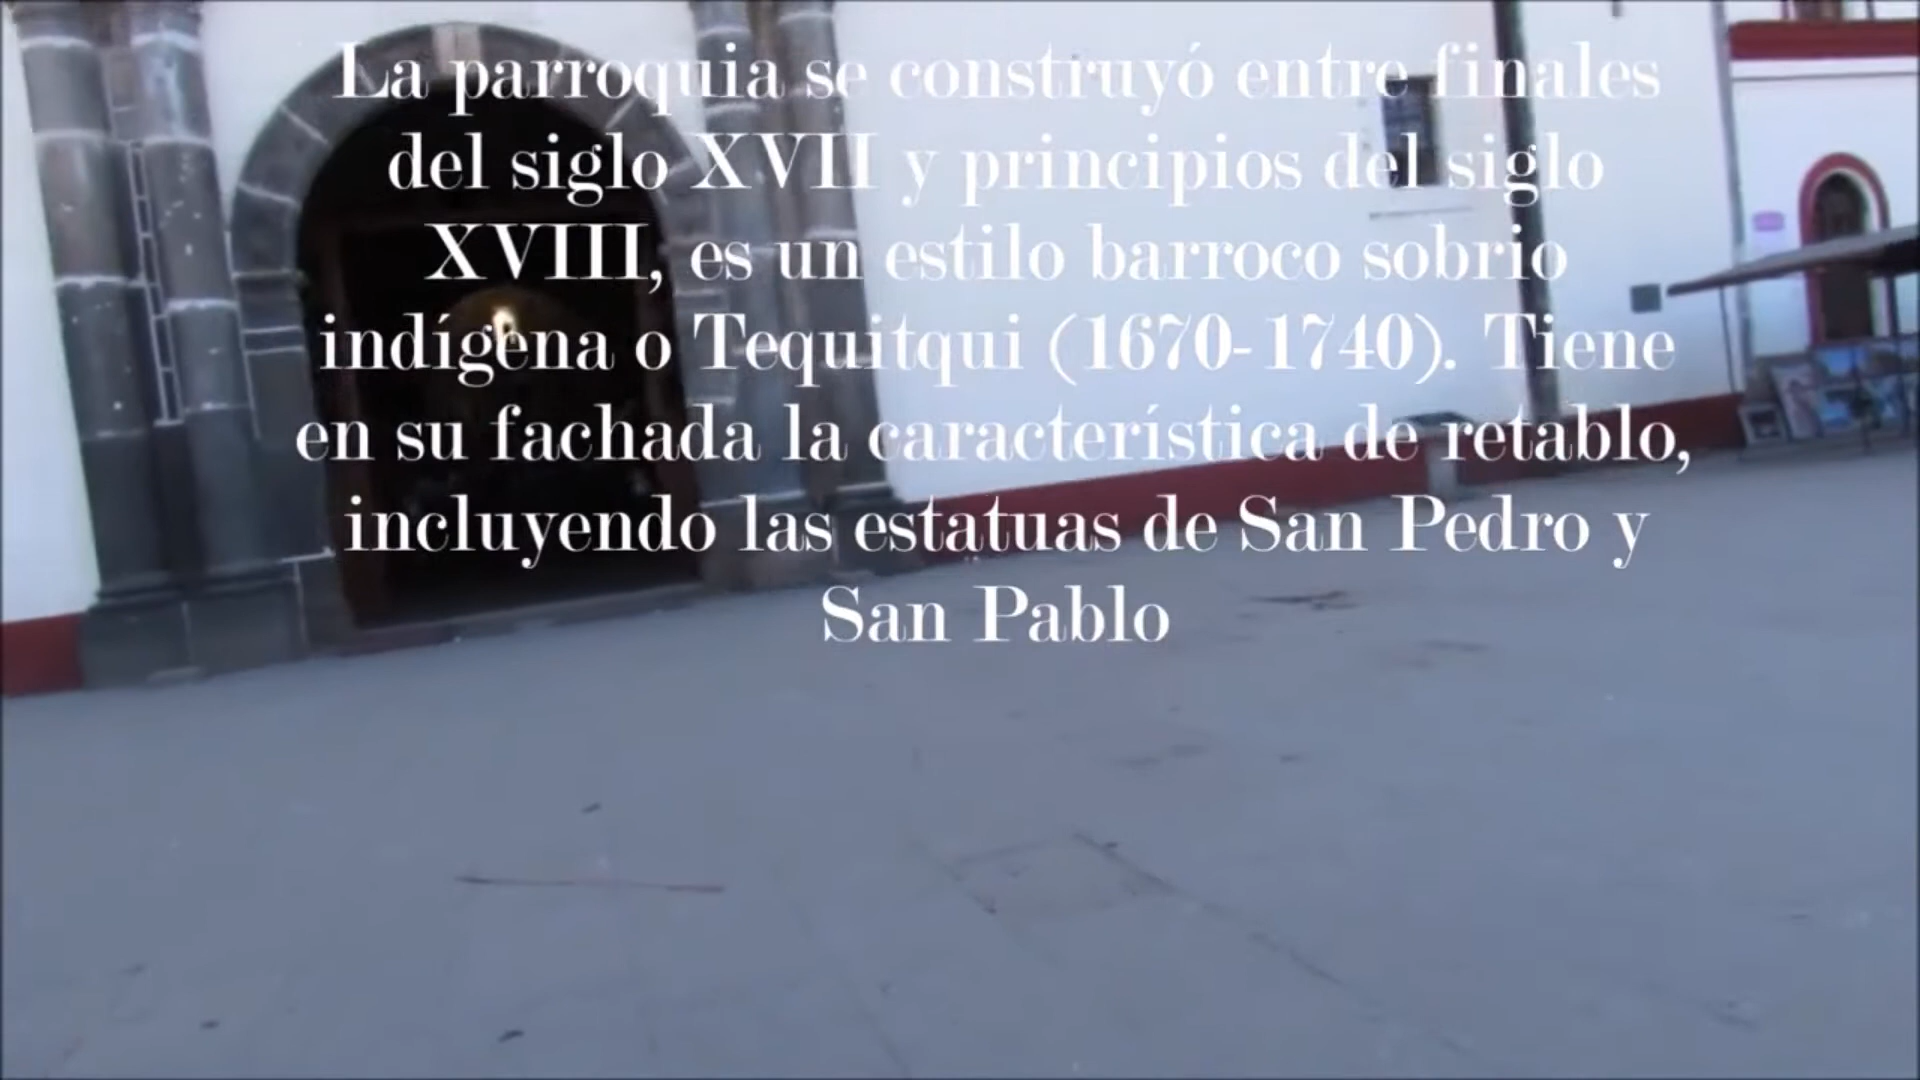 La parroquia se construyó entre finales
del siglo XVII y principios del siglo
XVIII, es un estilo barroco sobrio
indígena o Tequitqui (1670-1740). Tiene
en su fachada la característica de retablo,
incluyendo las estatuas de San Pedro y
San Pablo